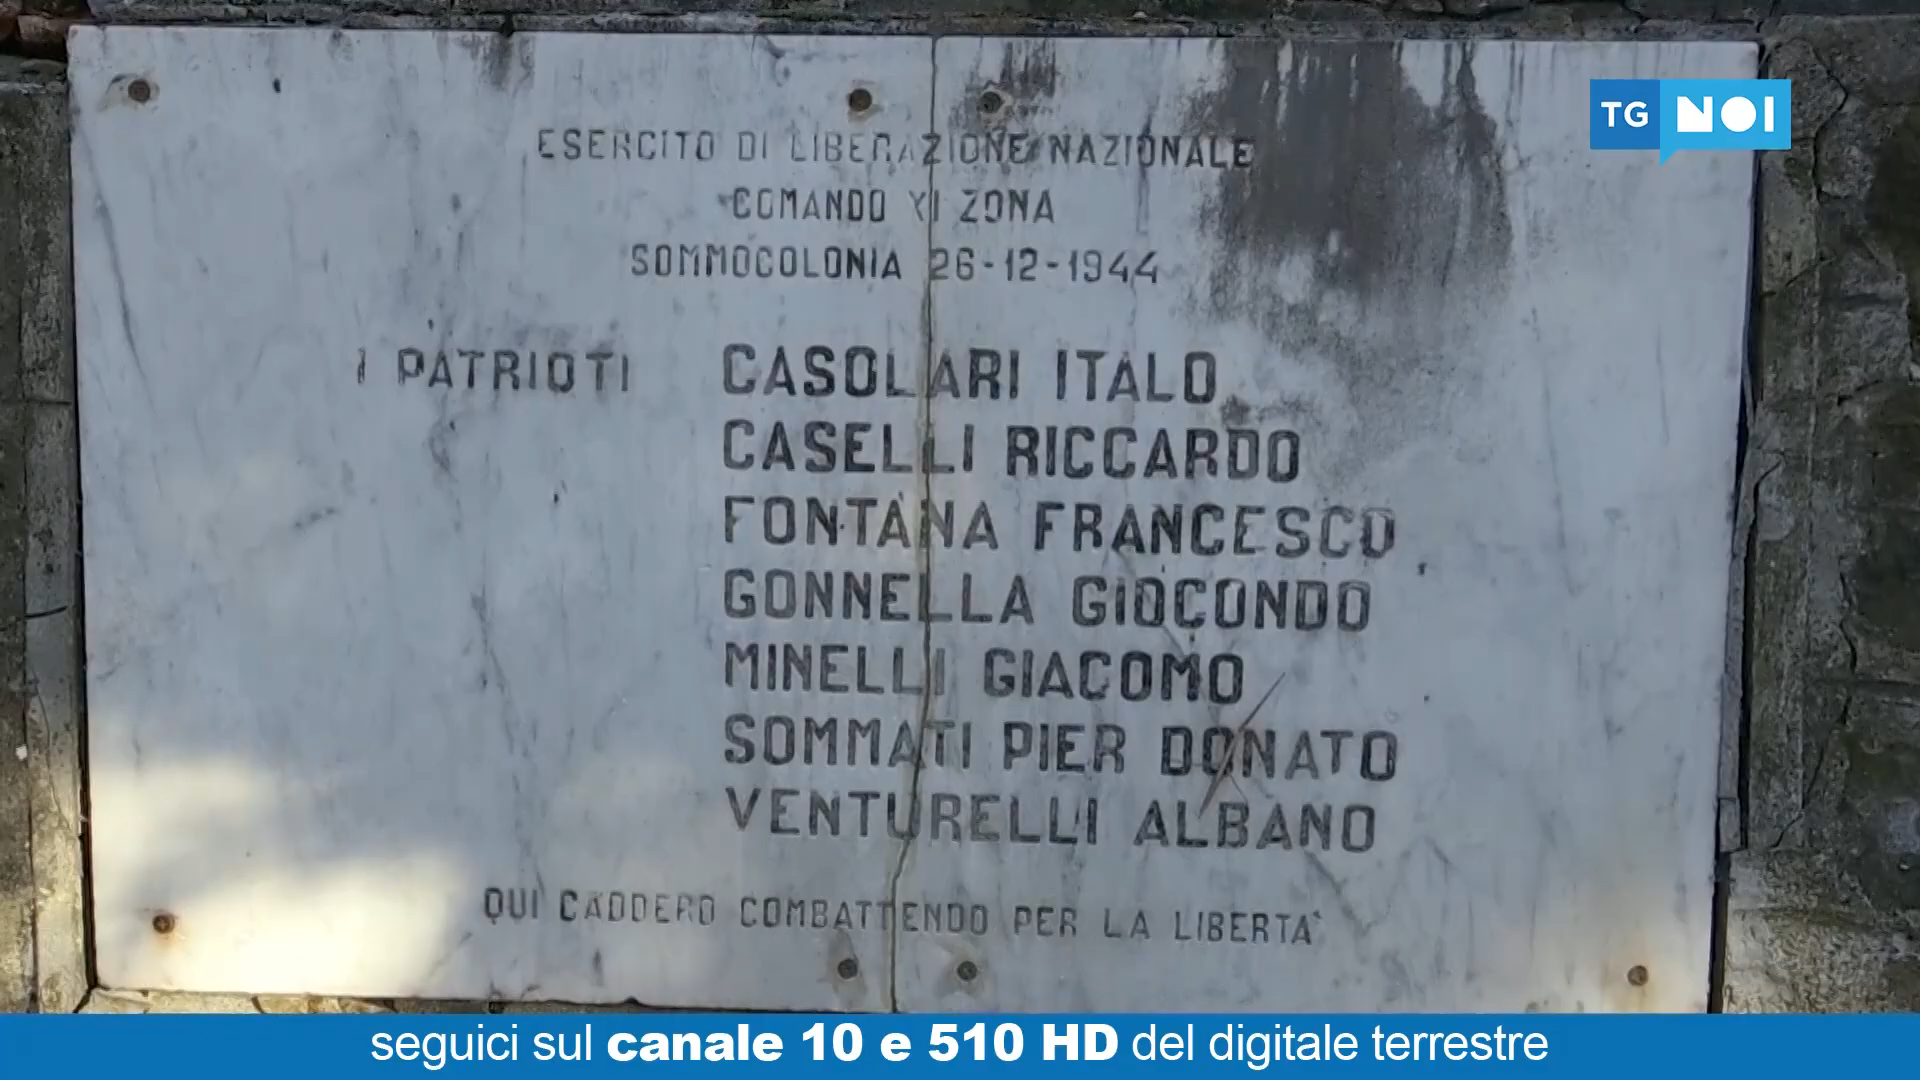 TG NOI
ESERCITO DI LIBERAZIONE NAZIONALE
COMANDO XI ZONA
SOMMOCOLONIA 26-12-1944
I PATRIOTI CASOLARI ITALO
CASELLI RICCARDO
FONTANA FRANCESCO
GONNELLA GIOCONDO
MINELLI GIACOMO
SOMMATI PIER DONATO
VENTURELLI ALBANO
QUI CADDERO COMBATTENDO PER LA LIBERTA'
seguici sul canale 10 e 510 HD del digitale terrestre